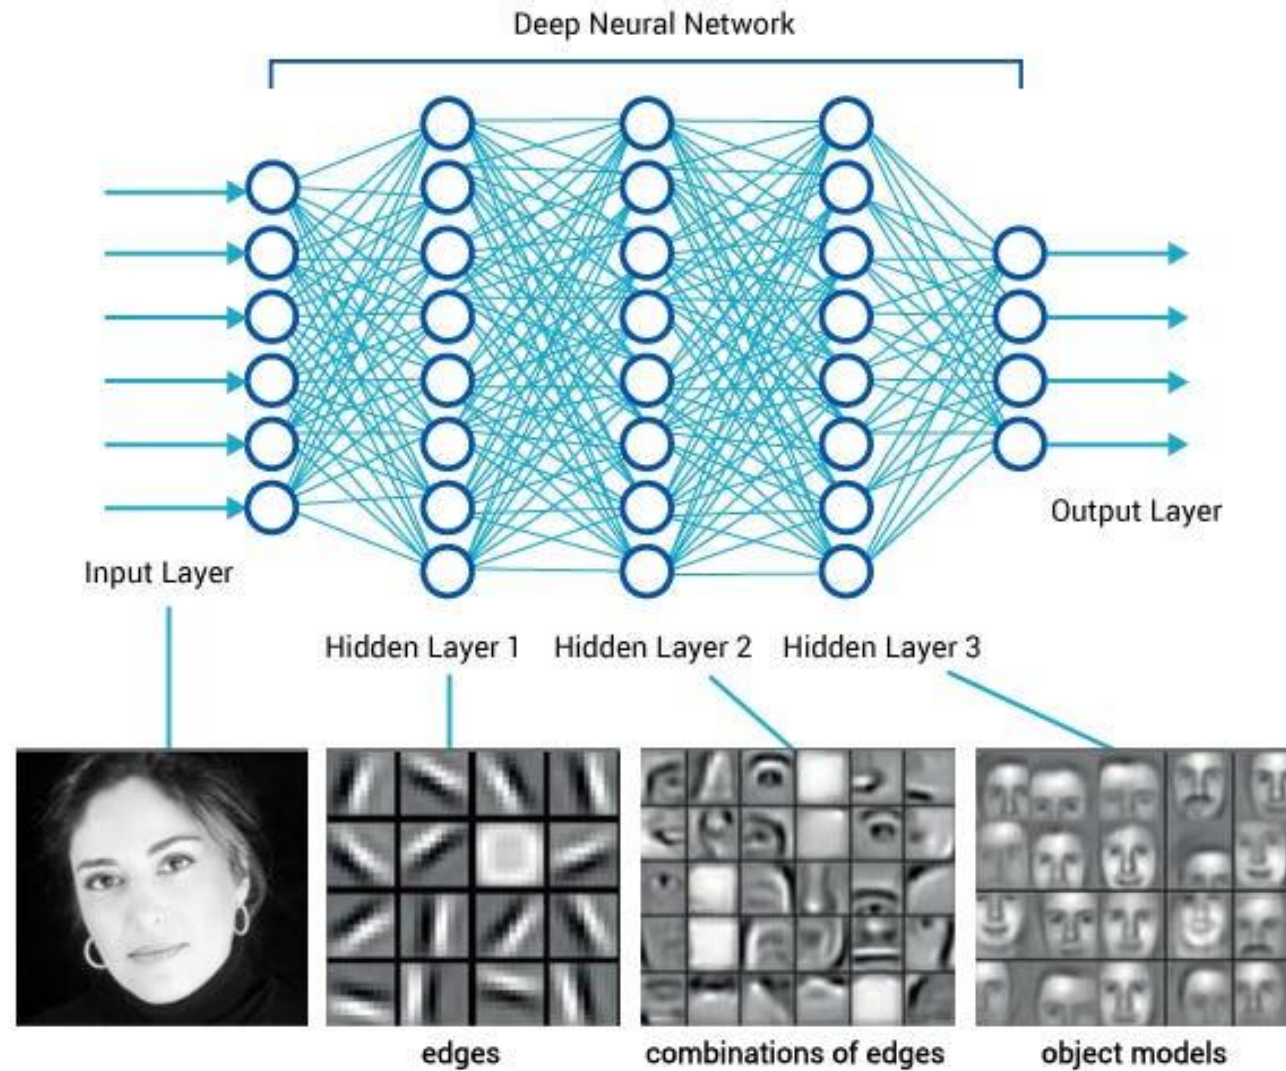 Deep Neural Network
Output Layer
Input Layer
Hidden Layer 1 Hidden Layer 2 Hidden Layer 3
edges combinations of edges object models